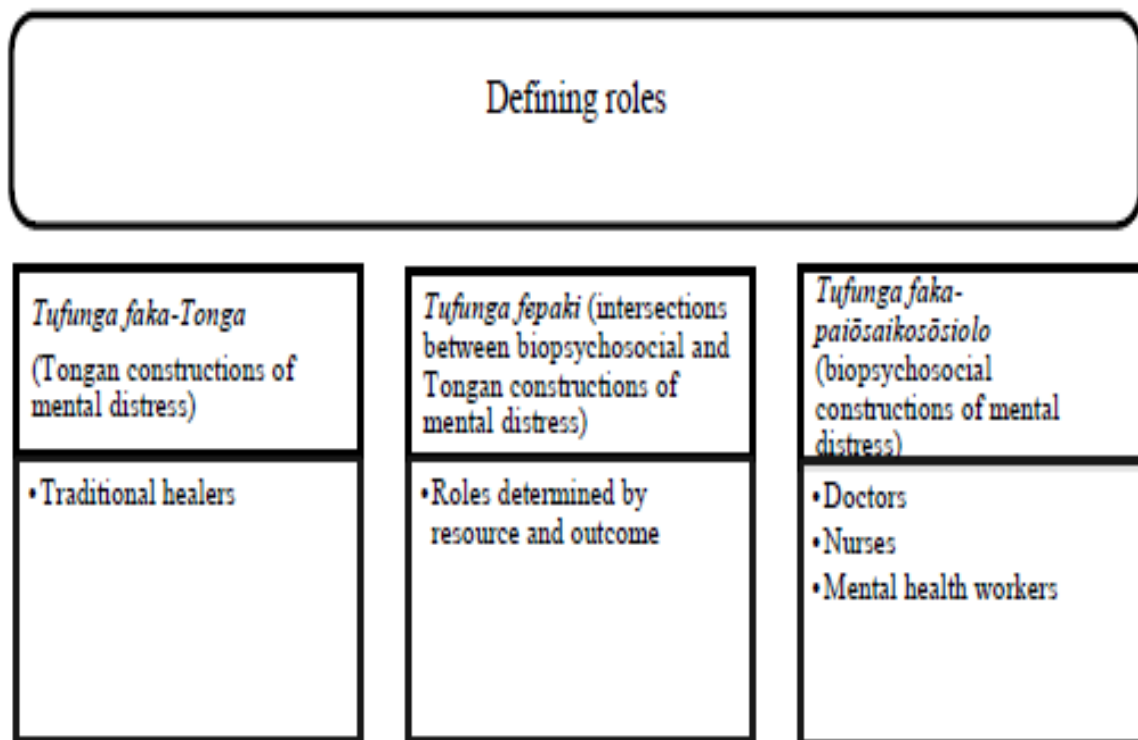 Defining roles
Tufunga faka-Tonga
(Tongan constructions of
mental distress)
•Traditional healers
Tufunga fepaki (intersections
between biopsychosocial and
Tongan constructions of
mental distress)
•Roles determined by
resource and outcome
Tufunga faka-
paiōsaikosōsiolo
(biopsychosocial
constructions of mental
distress)
•Doctors
•Nurses
•Mental health workers